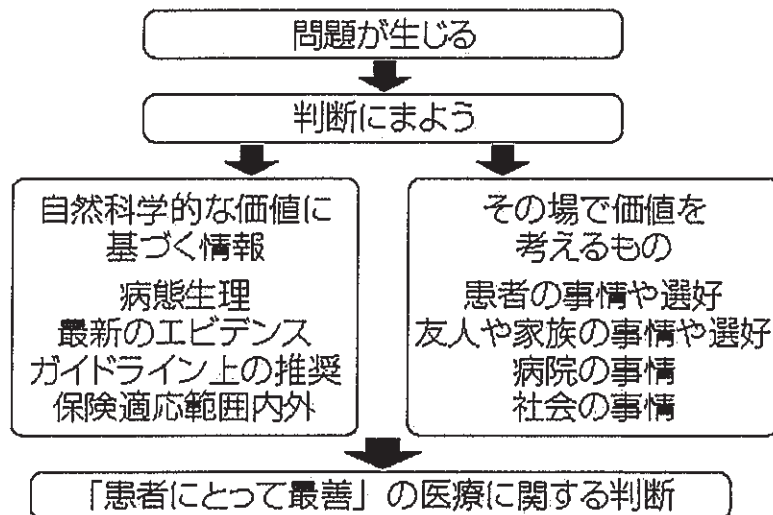 問題が生じる
判断にまよう
自然科学的な価値に
基づく情報
病態生理
最新のエビデンス
ガイドライン上の推奨
保険適応範囲内外
その場で価値を
考えるもの
患者の事情や選好
友人や家族の事情や選好
病院の事情
社会の事情
「患者にとって最善」の医療に関する判断